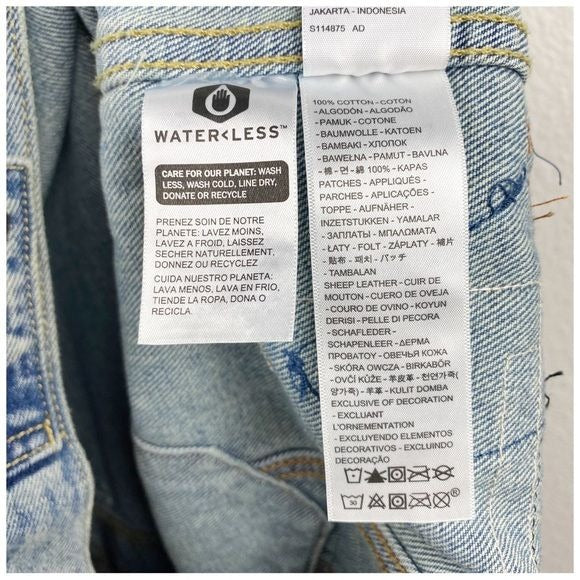 JAKARTA - INDONESIA
S114875 AD
WATER<LESS™
CARE FOR OUR PLANET: WASH
LESS, WASH COLD, LINE DRY,
DONATE OR RECYCLE
PRENEZ SOIN DE NOTRE
PLANETE: LAVEZ MOINS,
LAVEZ A FROID, LAISSEZ
SECHER NATURELLEMENT,
DONNEZ OU RECYCLEZ
CUIDA NUESTRO PLANETA:
LAVA MENOS, LAVA EN FRIO,
TIENDE LA ROPA, DONA O
RECICLA.
100% COTTON - COTON
- ALGODÓN - ALGODÃO
- PAMUK - COTONE
- BAUMWOLLE - KATOEN
- BAMBAKI - ХЛОПОК
- BAWEŁNA - PAMUT - BAVLNA
- 棉 - 면 - 綿 100% - KAPAS
PATCHES - APPLIQUÉS -
PARCHES - APLICAÇÕES -
TOPPE - AUFNÄHER -
INZETSTUKKEN - YAMALAR
- ЗАПЛАТЫ - ΜΠΑΛΩΜΑΤΑ
- ŁATY - FOLT - ZÁPLATY - 補片
- 贴布 - 패치 - パッチ
- TAMBALAN
SHEEP LEATHER - CUIR DE
MOUTON - CUERO DE OVEJA
- COURO DE OVINO - KOYUN
DERISI - PELLE DI PECORA
- SCHAFLEDER -
SCHAPENLEER - ΔΕΡΜΑ
ΠΡΟΒΑΤΟΥ - ОВЕЧЬЯ КОЖА
- SKÓRA OWCZA - BIRKABŐR
- OVČÍ KŮŽE - 羊皮革 - 천연가죽(
양가죽) - 羊革 - KULIT DOMBA
EXCLUSIVE OF DECORATION
- EXCLUANT
L'ORNEMENTATION
- EXCLUYENDO ELEMENTOS
DECORATIVOS - EXCLUINDO
DECORAÇÃO
30 ®